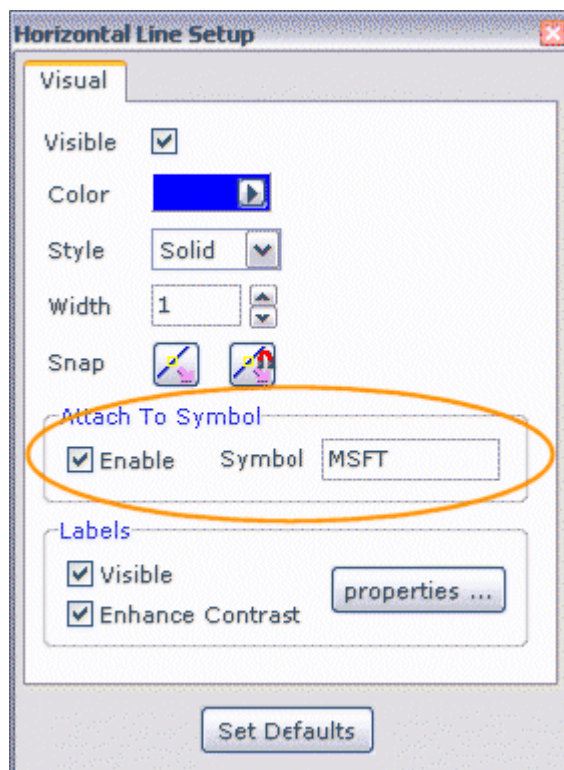 Horizontal Line Setup
Visual
Visible
Color
Style Solid
Width 1
Snap
Attach To Symbol
Enable Symbol MSFT
Labels
Visible
properties ...
Enhance Contrast
Set Defaults